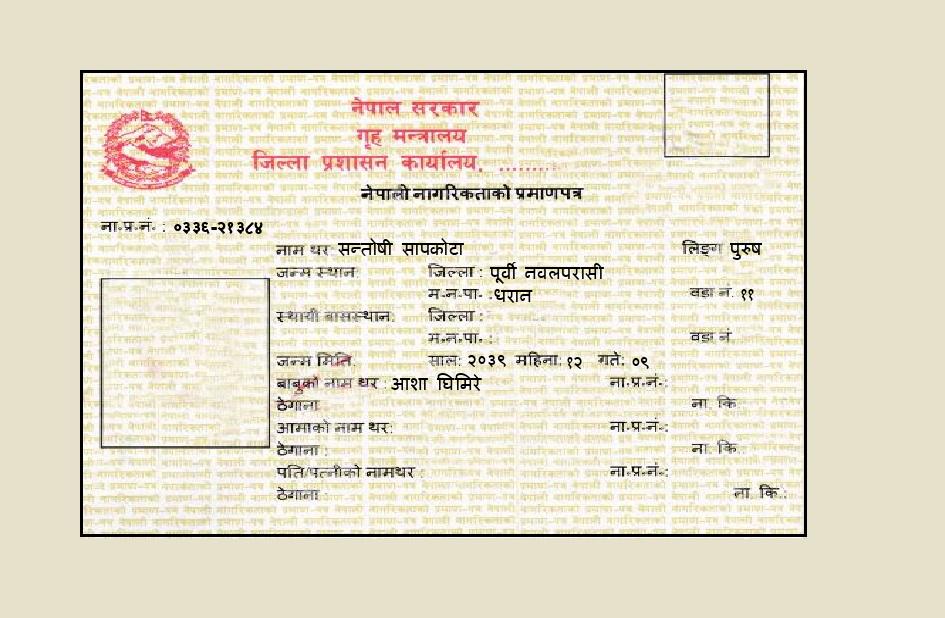 नेपाल सरकार
गृह मन्त्रालय
जिल्ला प्रशासन कार्यालय, .........
नेपाली नागरिकताको प्रमाणपत्र
ना.प्र.नं. : ०३३६-२१३८४
नाम थर: सन्तोषी सापकोटा लिङ्ग पुरुष
जन्म स्थान: जिल्ला : पूर्वी नवलपरासी
म.न.पा. : धरान वडा नं. ११
स्थायी बासस्थान: जिल्ला :
म.न.पा. : वडा नं
जन्म मिति: साल: २०३९ महिना: १२ गते: ०९
बाबुको नाम थर : आशा घिमिरे ना.प्र.नं.:
ठेगाना ना. कि.
आमाको नाम थर: ना.प्र.नं.:
ठेगाना : ना. कि.
पति/पत्नीको नामथर : ना.प्र.नं.:
ठेगाना : ना. कि.: